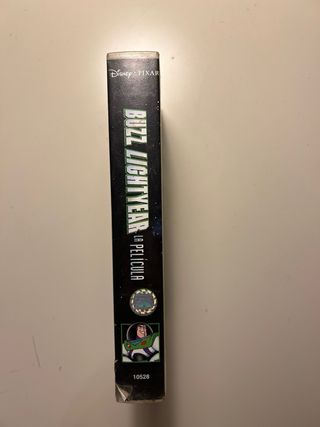 Disney · PIXAR
BUZZ LIGHTYEAR
LA PELÍCULA
10526